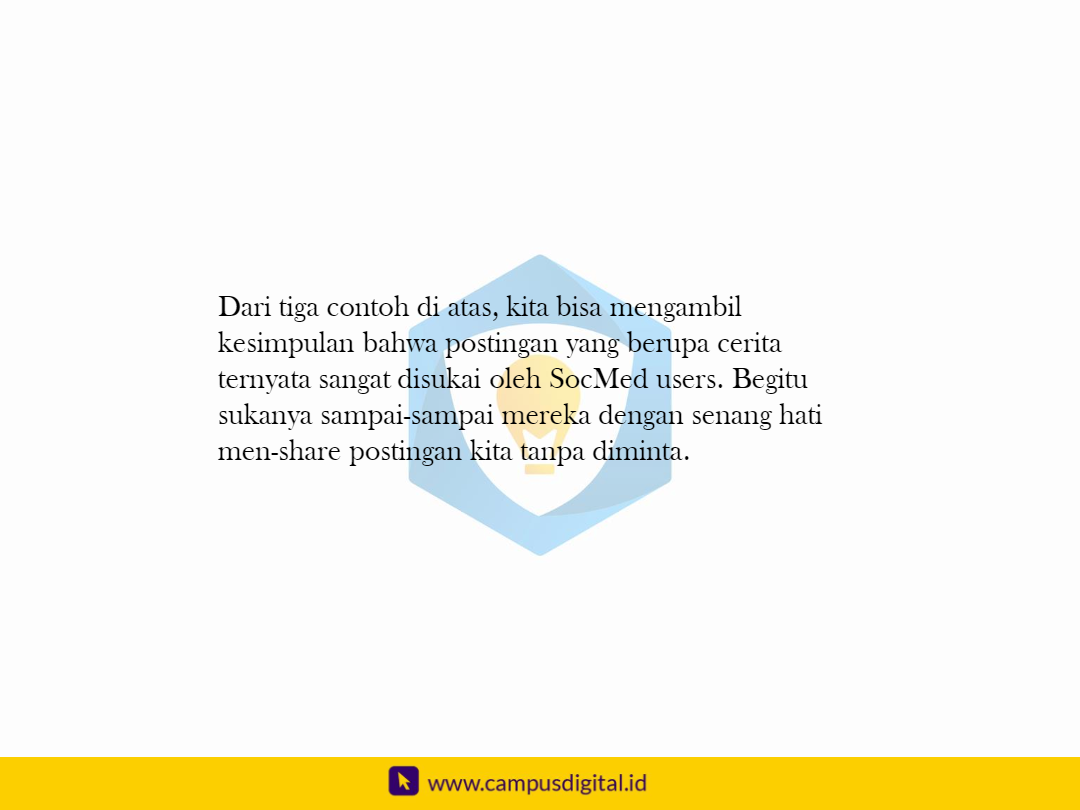 Dari tiga contoh di atas, kita bisa mengambil
kesimpulan bahwa postingan yang berupa cerita
ternyata sangat disukai oleh SocMed users. Begitu
sukanya sampai-sampai mereka dengan senang hati
men-share postingan kita tanpa diminta.
www.campusdigital.id